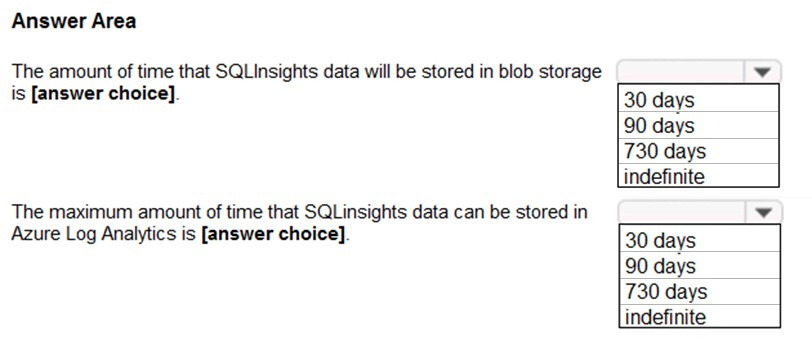 Answer Area
The amount of time that SQLInsights data will be stored in blob storage
is [answer choice].
30 days
90 days
730 days
indefinite
The maximum amount of time that SQLinsights data can be stored in
Azure Log Analytics is [answer choice].
30 days
90 days
730 days
indefinite